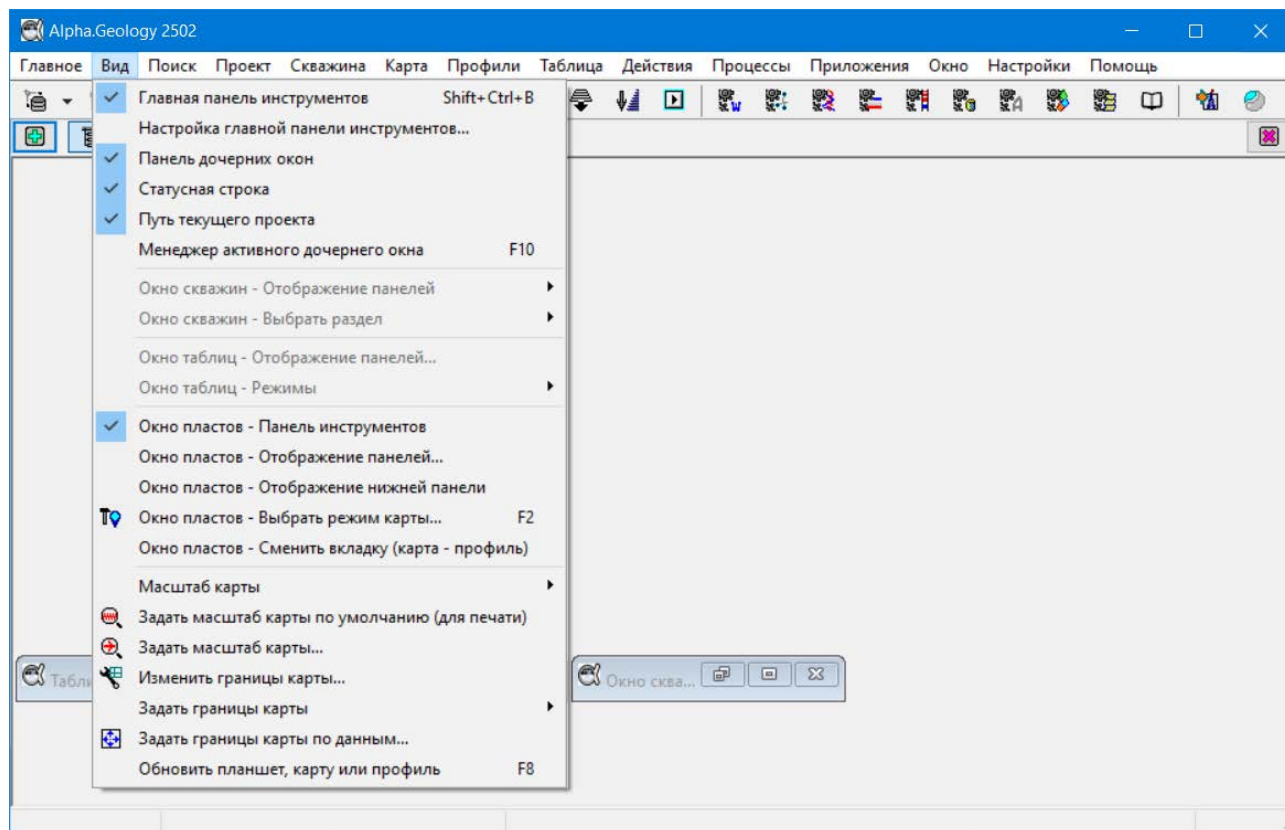 Alpha.Geology 2502
Главное Вид Поиск Проект Скважина Карта Профили Таблица Действия Процессы Приложения Окно Настройки Помощь
Главная панель инструментов Shift+Ctrl+B
Настройка главной панели инструментов...
Панель дочерних окон
Статусная строка
Путь текущего проекта
Менеджер активного дочернего окна F10
Окно скважин - Отображение панелей
Окно скважин - Выбрать раздел
Окно таблиц - Отображение панелей...
Окно таблиц - Режимы
Окно пластов - Панель инструментов
Окно пластов - Отображение панелей...
Окно пластов - Отображение нижней панели
Окно пластов - Выбрать режим карты... F2
Окно пластов - Сменить вкладку (карта - профиль)
Масштаб карты
Задать масштаб карты по умолчанию (для печати)
Задать масштаб карты...
Табли Изменить границы карты... Окно сква...
Задать границы карты
Задать границы карты по данным...
Обновить планшет, карту или профиль F8